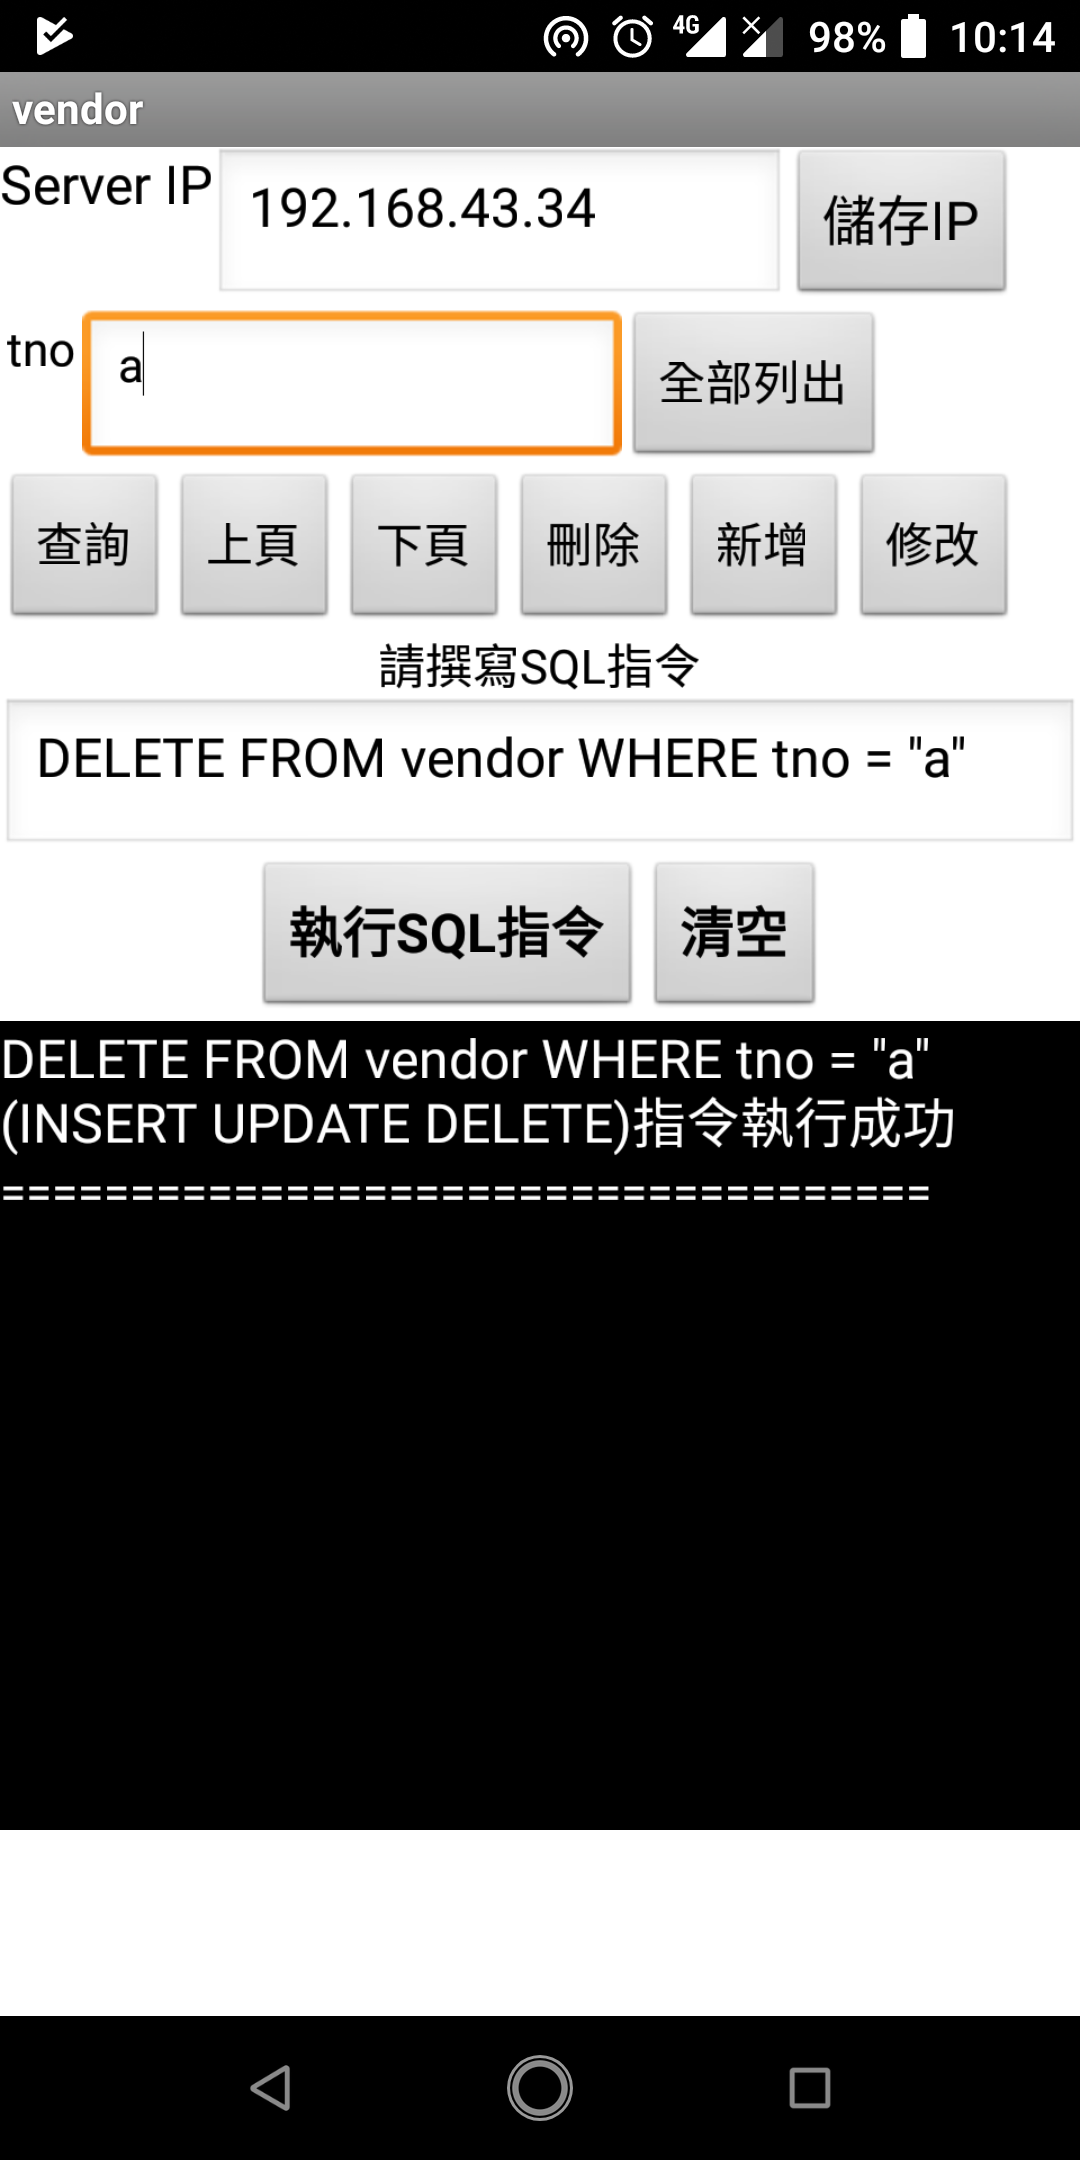 4G 98% 10:14
vendor
Server IP 192.168.43.34 儲存IP
tno a 全部列出
查詢 上頁 下頁 刪除 新增 修改
請撰寫SQL指令
DELETE FROM vendor WHERE tno = "a"
執行SQL指令 清空
DELETE FROM vendor WHERE tno = "a"
(INSERT UPDATE DELETE)指令執行成功
====================================